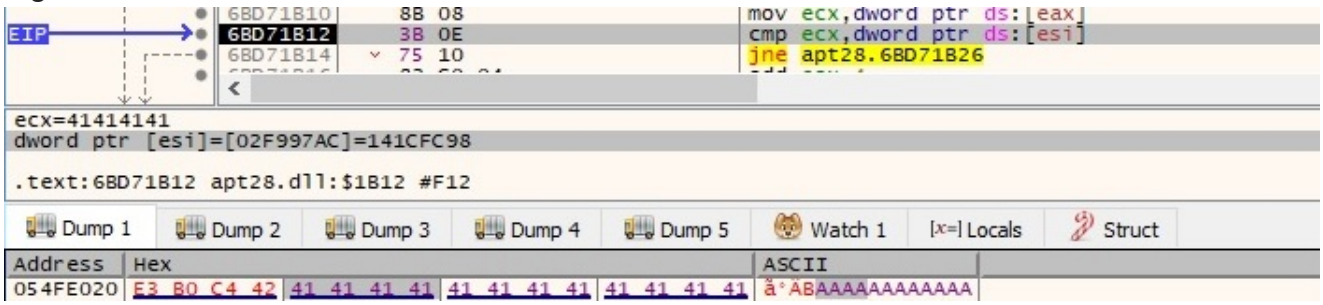 6BD71B10 8B 08 mov ecx,dword ptr ds:[eax]
EIP 6BD71B12 3B 0E cmp ecx,dword ptr ds:[esi]
6BD71B14 75 10 jne apt28.6BD71B26
ecx=41414141
dword ptr [esi]=[02F997AC]=141CFC98
.text:6BD71B12 apt28.dll:$1B12 #F12
Dump 1 Dump 2 Dump 3 Dump 4 Dump 5 Watch 1 [x=] Locals Struct
Address Hex ASCII
054FE020 E3 B0 C4 42 41 41 41 41 41 41 41 41 41 41 41 41 ã°ÄBAAAAAAAAAAAA